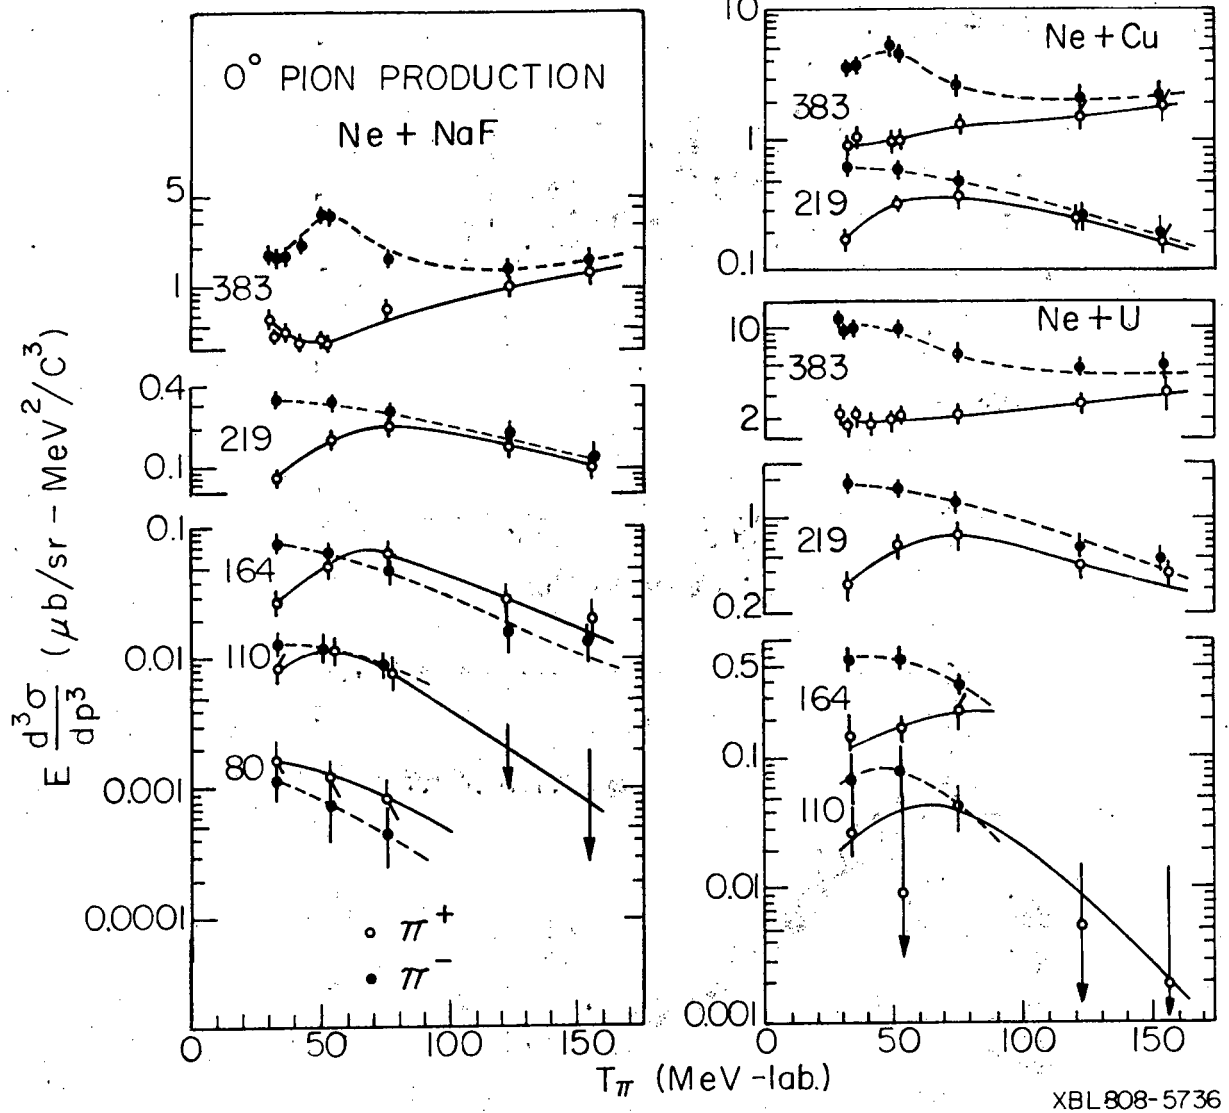 0° PION PRODUCTION
Ne + NaF
5
383
1
0.4
219
0.1
0.1
164
0.01
110
80
0.001
0.0001
π+
π−
0 50 100 150
E d³σ/dp³ (μb/sr - MeV²/C³)
10
Ne + Cu
383
1
219
0.1
Ne + U
10
383
2
1
219
0.2
0.5
164
0.1
110
0.01
0.001
0 50 100 150
Tπ (MeV - lab.)
XBL 808-5736